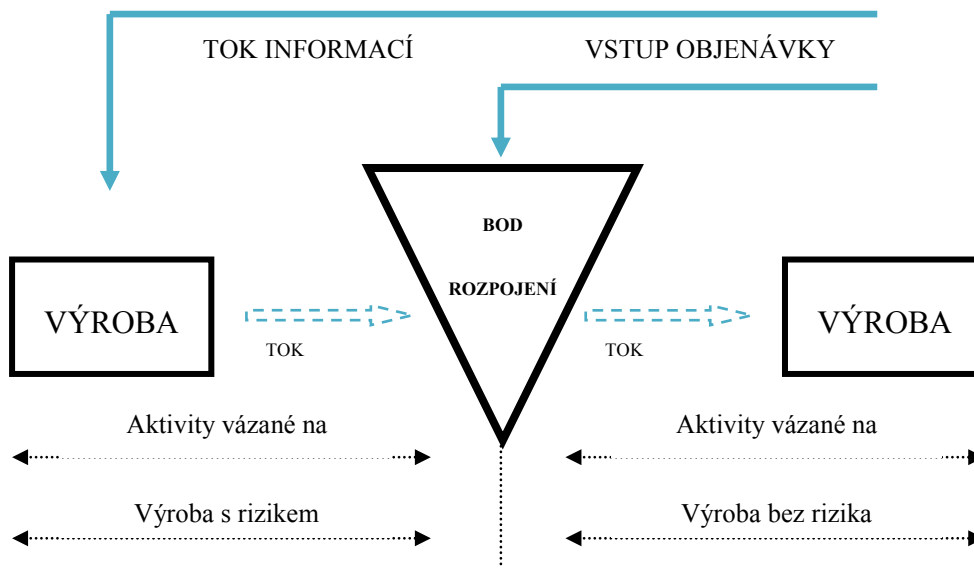 TOK INFORMACÍ
VSTUP OBJENÁVKY
BOD
ROZPOJENÍ
VÝROBA
VÝROBA
TOK
TOK
Aktivity vázané na
Aktivity vázané na
Výroba s rizikem
Výroba bez rizika